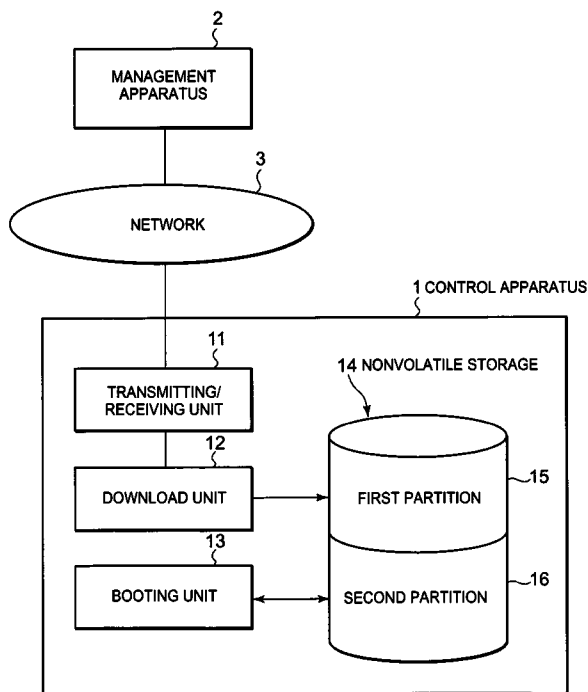 2
MANAGEMENT
APPARATUS
3
NETWORK
1 CONTROL APPARATUS
11
TRANSMITTING/
RECEIVING UNIT
14 NONVOLATILE STORAGE
12
DOWNLOAD UNIT
FIRST PARTITION
15
13
BOOTING UNIT
SECOND PARTITION
16